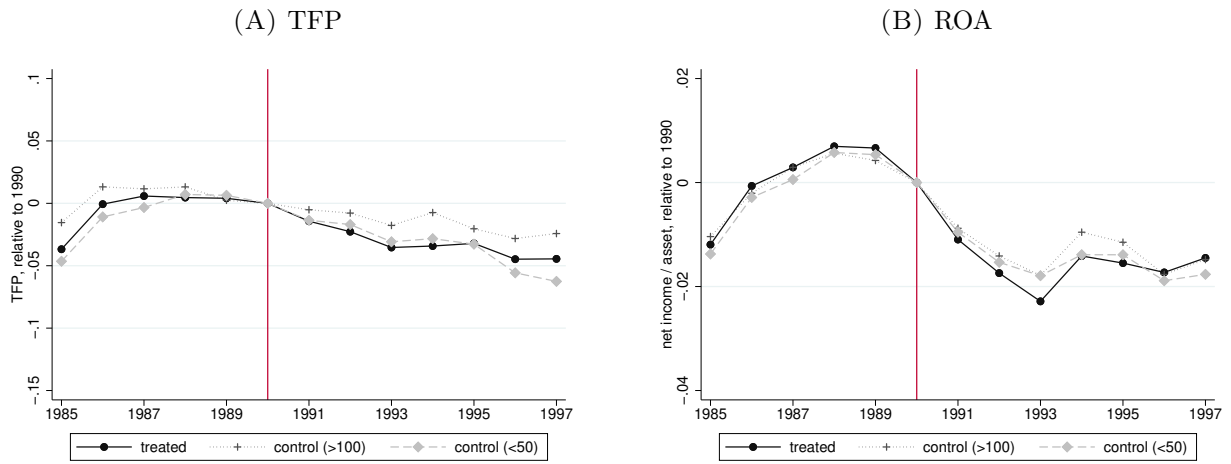 (A) TFP
TFP, relative to 1990
.1
.05
0
-.05
-.1
-.15
1985 1987 1989 1991 1993 1995 1997
treated control (>100) control (<50)
(B) ROA
net income / asset, relative to 1990
.02
0
-.02
-.04
1985 1987 1989 1991 1993 1995 1997
treated control (>100) control (<50)